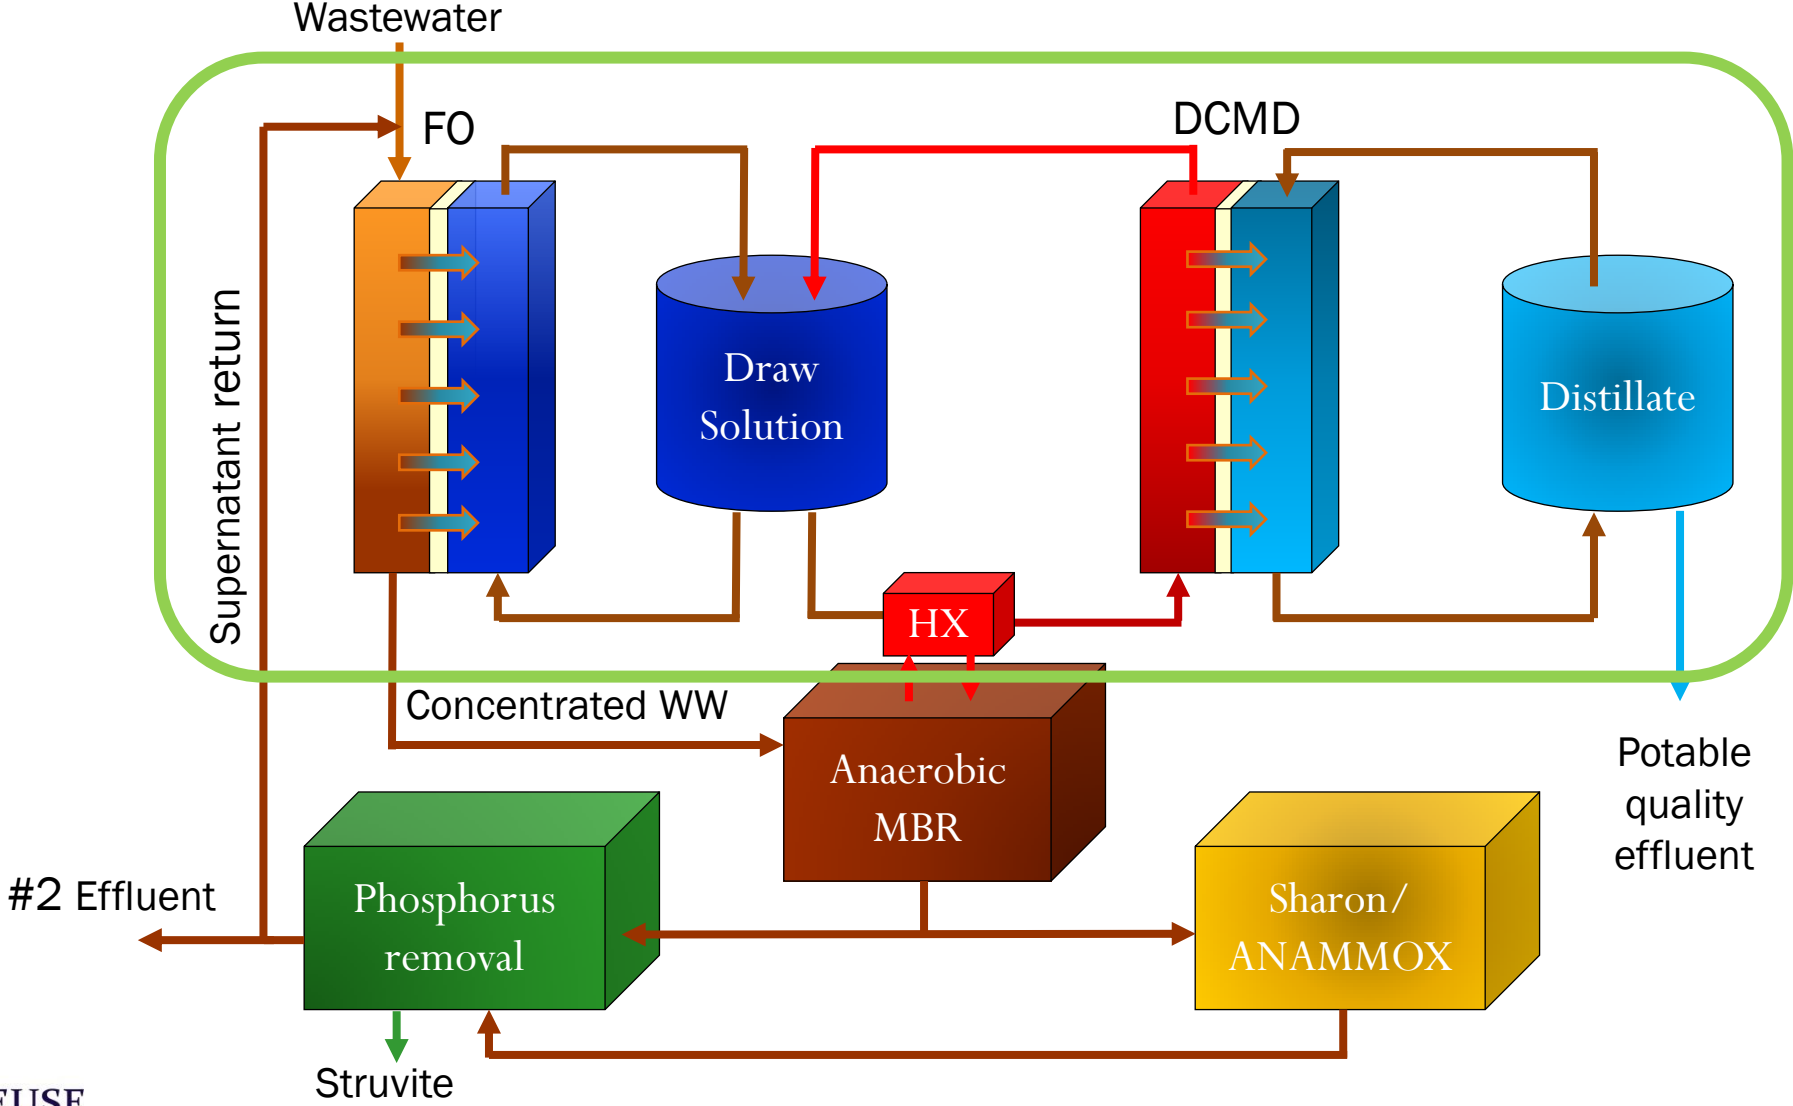 Wastewater
FO
DCMD
Supernatant return
Draw
Solution
Distillate
HX
Concentrated WW
Anaerobic
MBR
Potable
quality
effluent
#2 Effluent
Phosphorus
removal
Sharon/
ANAMMOX
Struvite